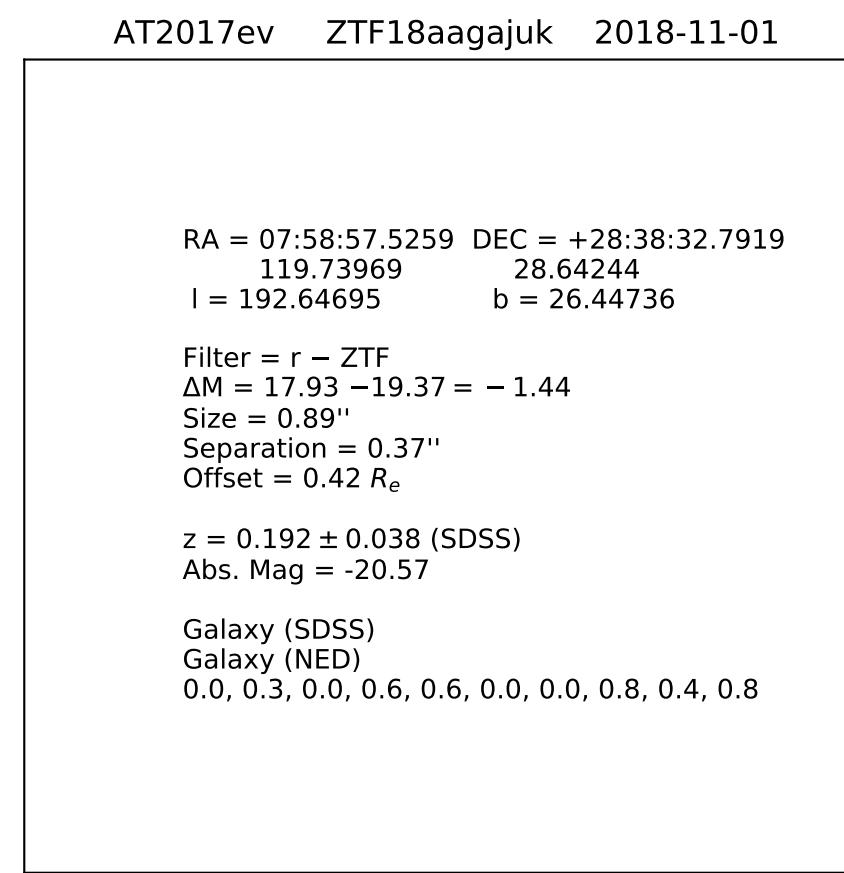 AT2017ev ZTF18aagajuk 2018-11-01
RA = 07:58:57.5259 DEC = +28:38:32.7919
119.73969 28.64244
l = 192.64695 b = 26.44736
Filter = r − ZTF
ΔM = 17.93 −19.37 = − 1.44
Size = 0.89''
Separation = 0.37''
Offset = 0.42 Rₑ
z = 0.192 ± 0.038 (SDSS)
Abs. Mag = -20.57
Galaxy (SDSS)
Galaxy (NED)
0.0, 0.3, 0.0, 0.6, 0.6, 0.0, 0.0, 0.8, 0.4, 0.8